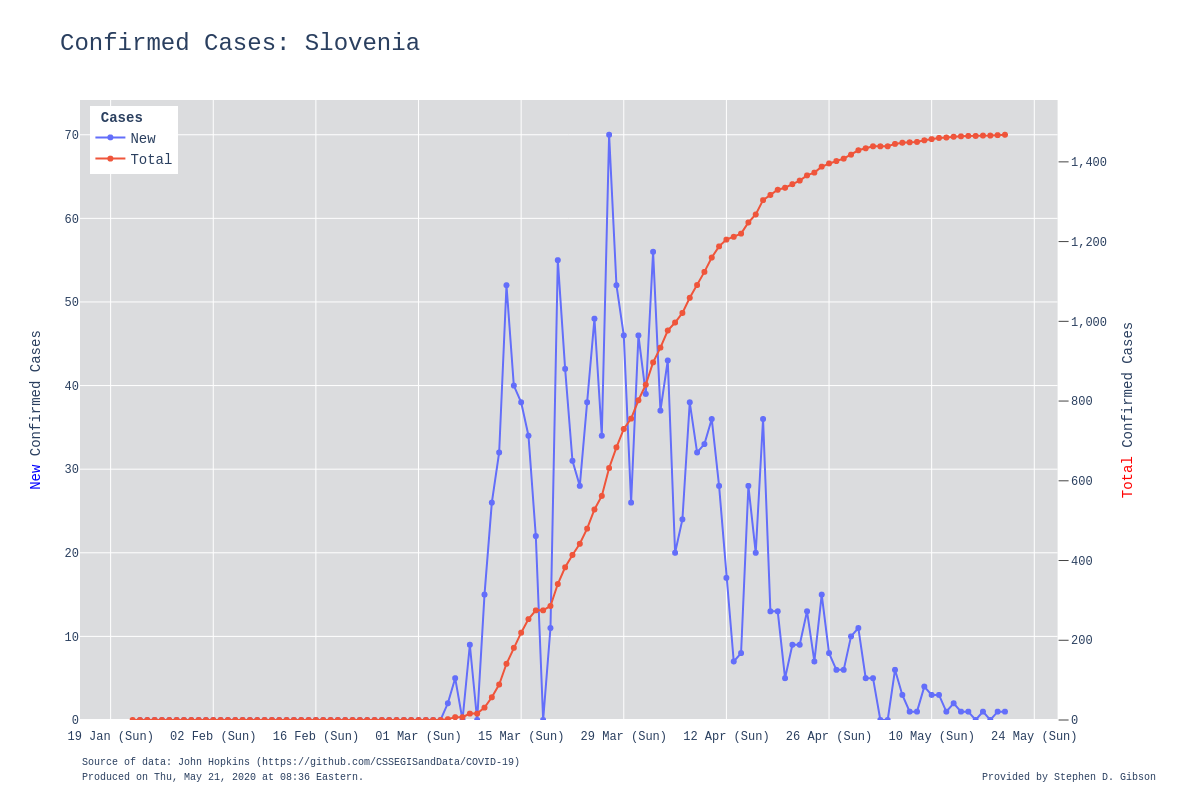 Confirmed Cases: Slovenia
Cases
New
Total
70
60
50
40
30
20
10
0
New Confirmed Cases
1,400
1,200
1,000
800
600
400
200
0
Total Confirmed Cases
19 Jan (Sun) 02 Feb (Sun) 16 Feb (Sun) 01 Mar (Sun) 15 Mar (Sun) 29 Mar (Sun) 12 Apr (Sun) 26 Apr (Sun) 10 May (Sun) 24 May (Sun)
Source of data: John Hopkins (https://github.com/CSSEGISandData/COVID-19)
Produced on Thu, May 21, 2020 at 08:36 Eastern.
Provided by Stephen D. Gibson